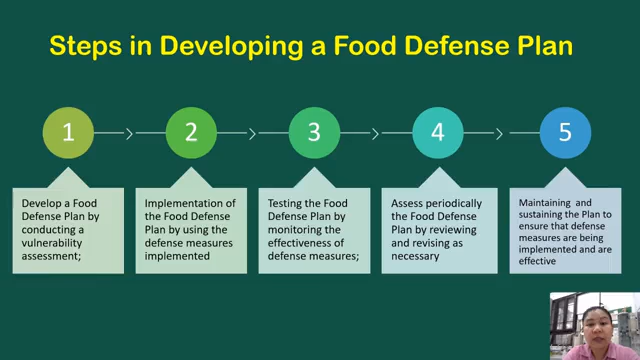 Steps in Developing a Food Defense Plan
1
2
3
4
5
Develop a Food
Defense Plan by
conducting a
vulnerability
assessment;
Implementation of
the Food Defense
Plan by using the
defense measures
implemented
Testing the Food
Defense Plan by
monitoring the
effectiveness of
defense measures;
Assess periodically
the Food Defense
Plan by reviewing
and revising as
necessary
Maintaining and
sustaining the Plan to
ensure that defense
measures are being
implemented and are
effective